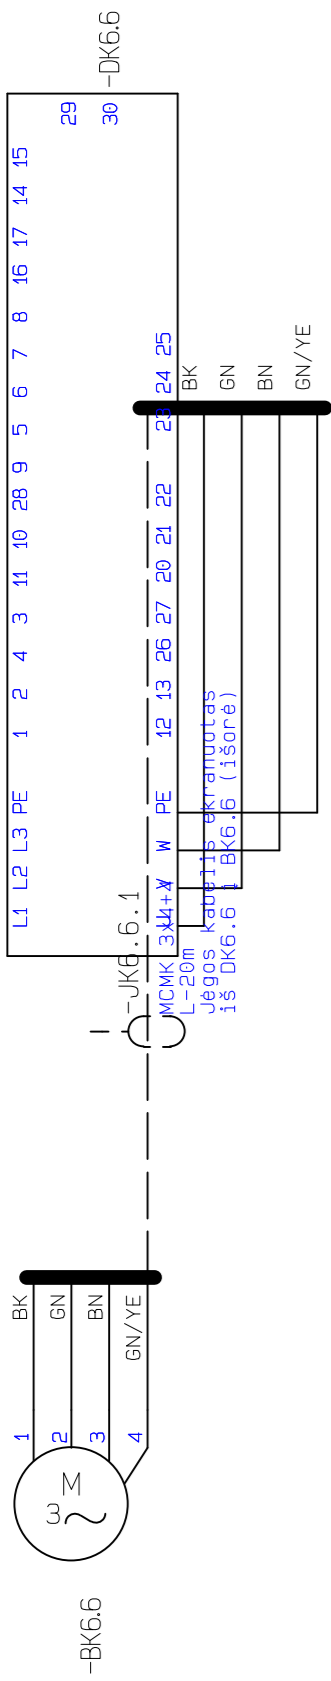 -DK6.6
L1 L2 L3 PE 1 2 4 3 11 10 28 9 5 6 7 8 16 17 14 15
29
30
U V W PE 12 13 26 27 20 21 22 23 24 25
BK
GN
BN
GN/YE
-JK6.6.1
MCMK 3x4+4
L-20m
Jėgos kabelis ekranuotas
iš DK6.6 į BK6.6 (išorė)
BK
GN
BN
GN/YE
1
2
3
4
M
3~
-BK6.6